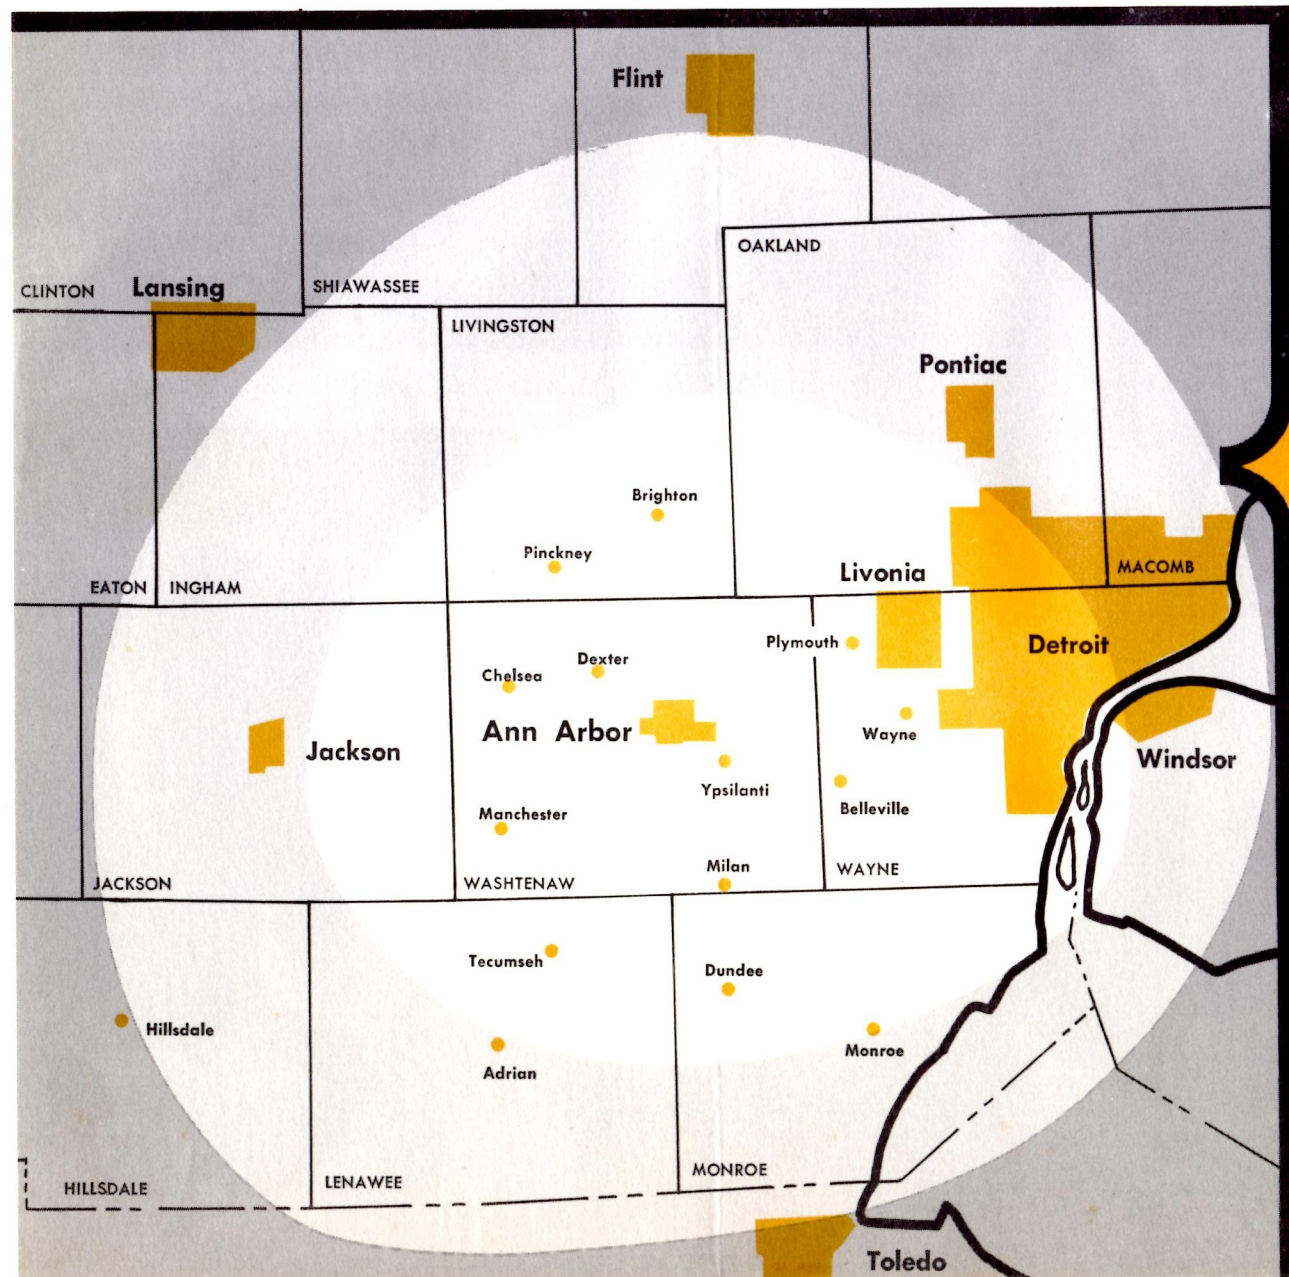 Flint
OAKLAND
CLINTON
Lansing
SHIAWASSEE
LIVINGSTON
Pontiac
Brighton
Pinckney
Livonia
MACOMB
EATON
INGHAM
Plymouth
Detroit
Dexter
Chelsea
Ann Arbor
Wayne
Jackson
Windsor
Ypsilanti
Belleville
Manchester
Milan
WAYNE
JACKSON
WASHTENAW
Tecumseh
Dundee
Hillsdale
Monroe
Adrian
MONROE
LENAWEE
HILLSDALE
Toledo